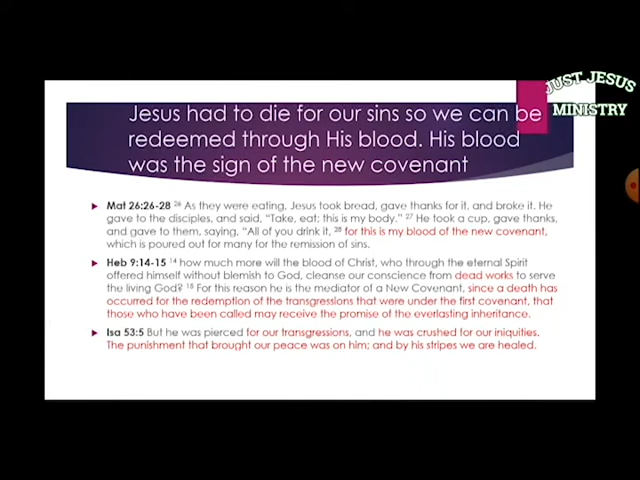 JUST JESUS
MINISTRY
Jesus had to die for our sins so we can be
redeemed through His blood. His blood
was the sign of the new covenant
Mat 26:26-28 26 As they were eating, Jesus took bread, gave thanks for it, and broke it. He
gave to the disciples, and said, “Take, eat; this is my body.” 27 He took a cup, gave thanks,
and gave to them, saying, “All of you drink it, 28 for this is my blood of the new covenant,
which is poured out for many for the remission of sins.
Heb 9:14-15 14 how much more will the blood of Christ, who through the eternal Spirit
offered himself without blemish to God, cleanse our conscience from dead works to serve
the living God? 15 For this reason he is the mediator of a New Covenant, since a death has
occurred for the redemption of the transgressions that were under the first covenant, that
those who have been called may receive the promise of the everlasting inheritance.
Isa 53:5 But he was pierced for our transgressions, and he was crushed for our iniquities.
The punishment that brought our peace was on him; and by his stripes we are healed.